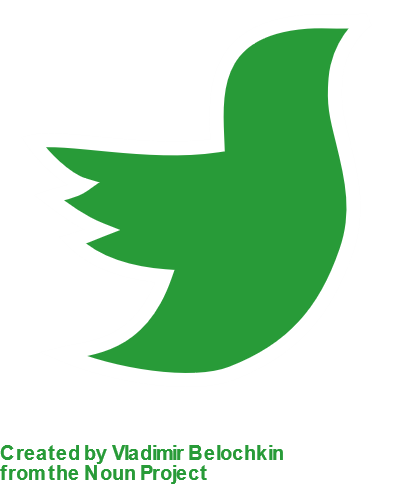 Created by Vladimir Belochkin
from the Noun Project